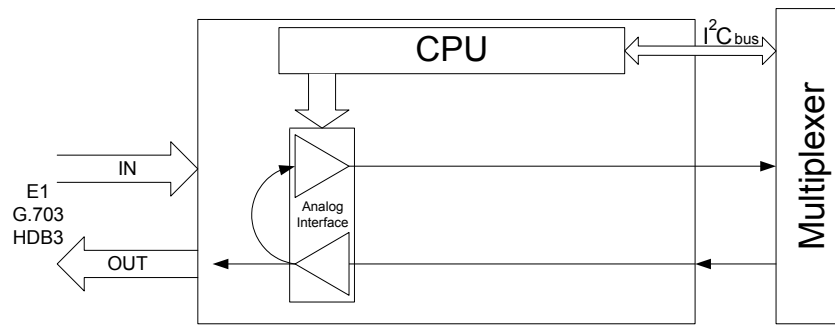 CPU
I²C bus
Multiplexer
IN
E1
G.703
HDB3
Analog
Interface
OUT